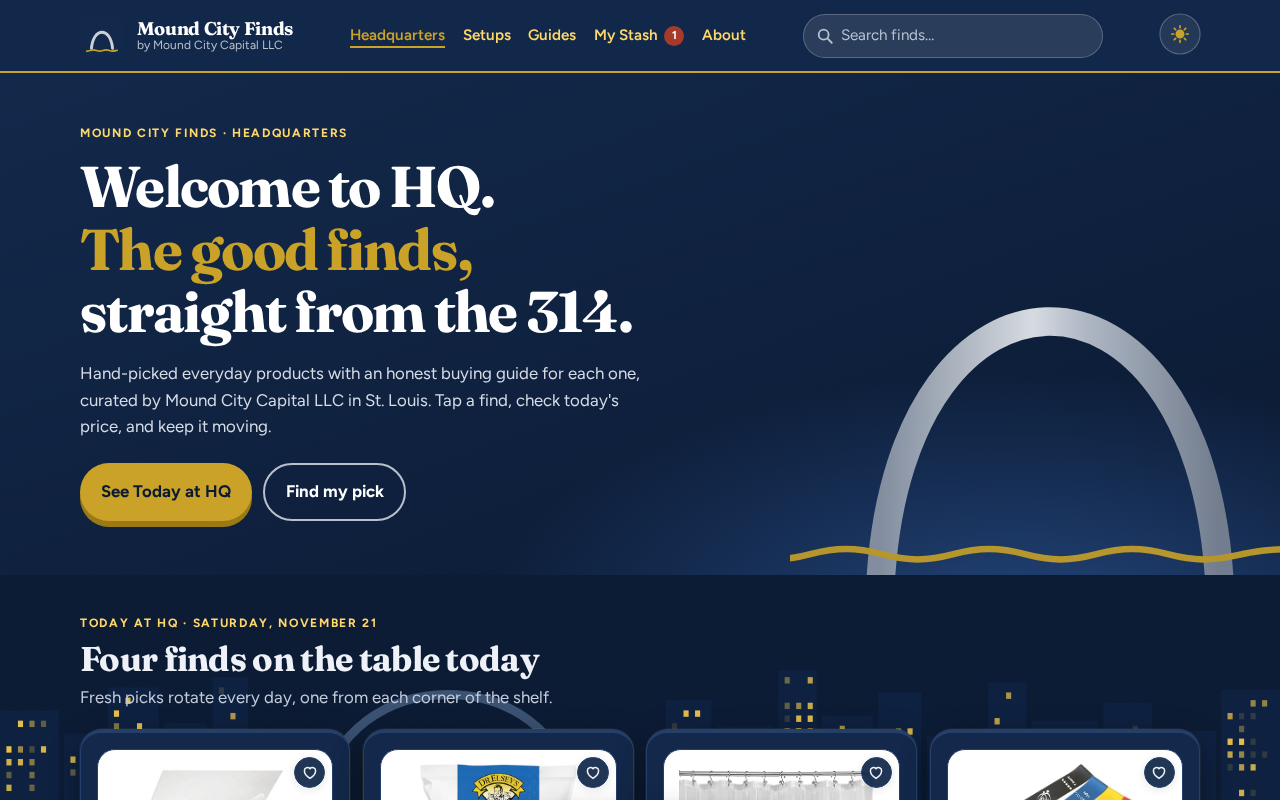 Mound City Finds
by Mound City Capital LLC
Headquarters
Setups
Guides
My Stash 1
About
Search finds...
MOUND CITY FINDS · HEADQUARTERS
Welcome to HQ.
The good finds,
straight from the 314.
Hand-picked everyday products with an honest buying guide for each one,
curated by Mound City Capital LLC in St. Louis. Tap a find, check today's
price, and keep it moving.
See Today at HQ
Find my pick
TODAY AT HQ · SATURDAY, NOVEMBER 21
Four finds on the table today
Fresh picks rotate every day, one from each corner of the shelf.
DR ELSEY'S